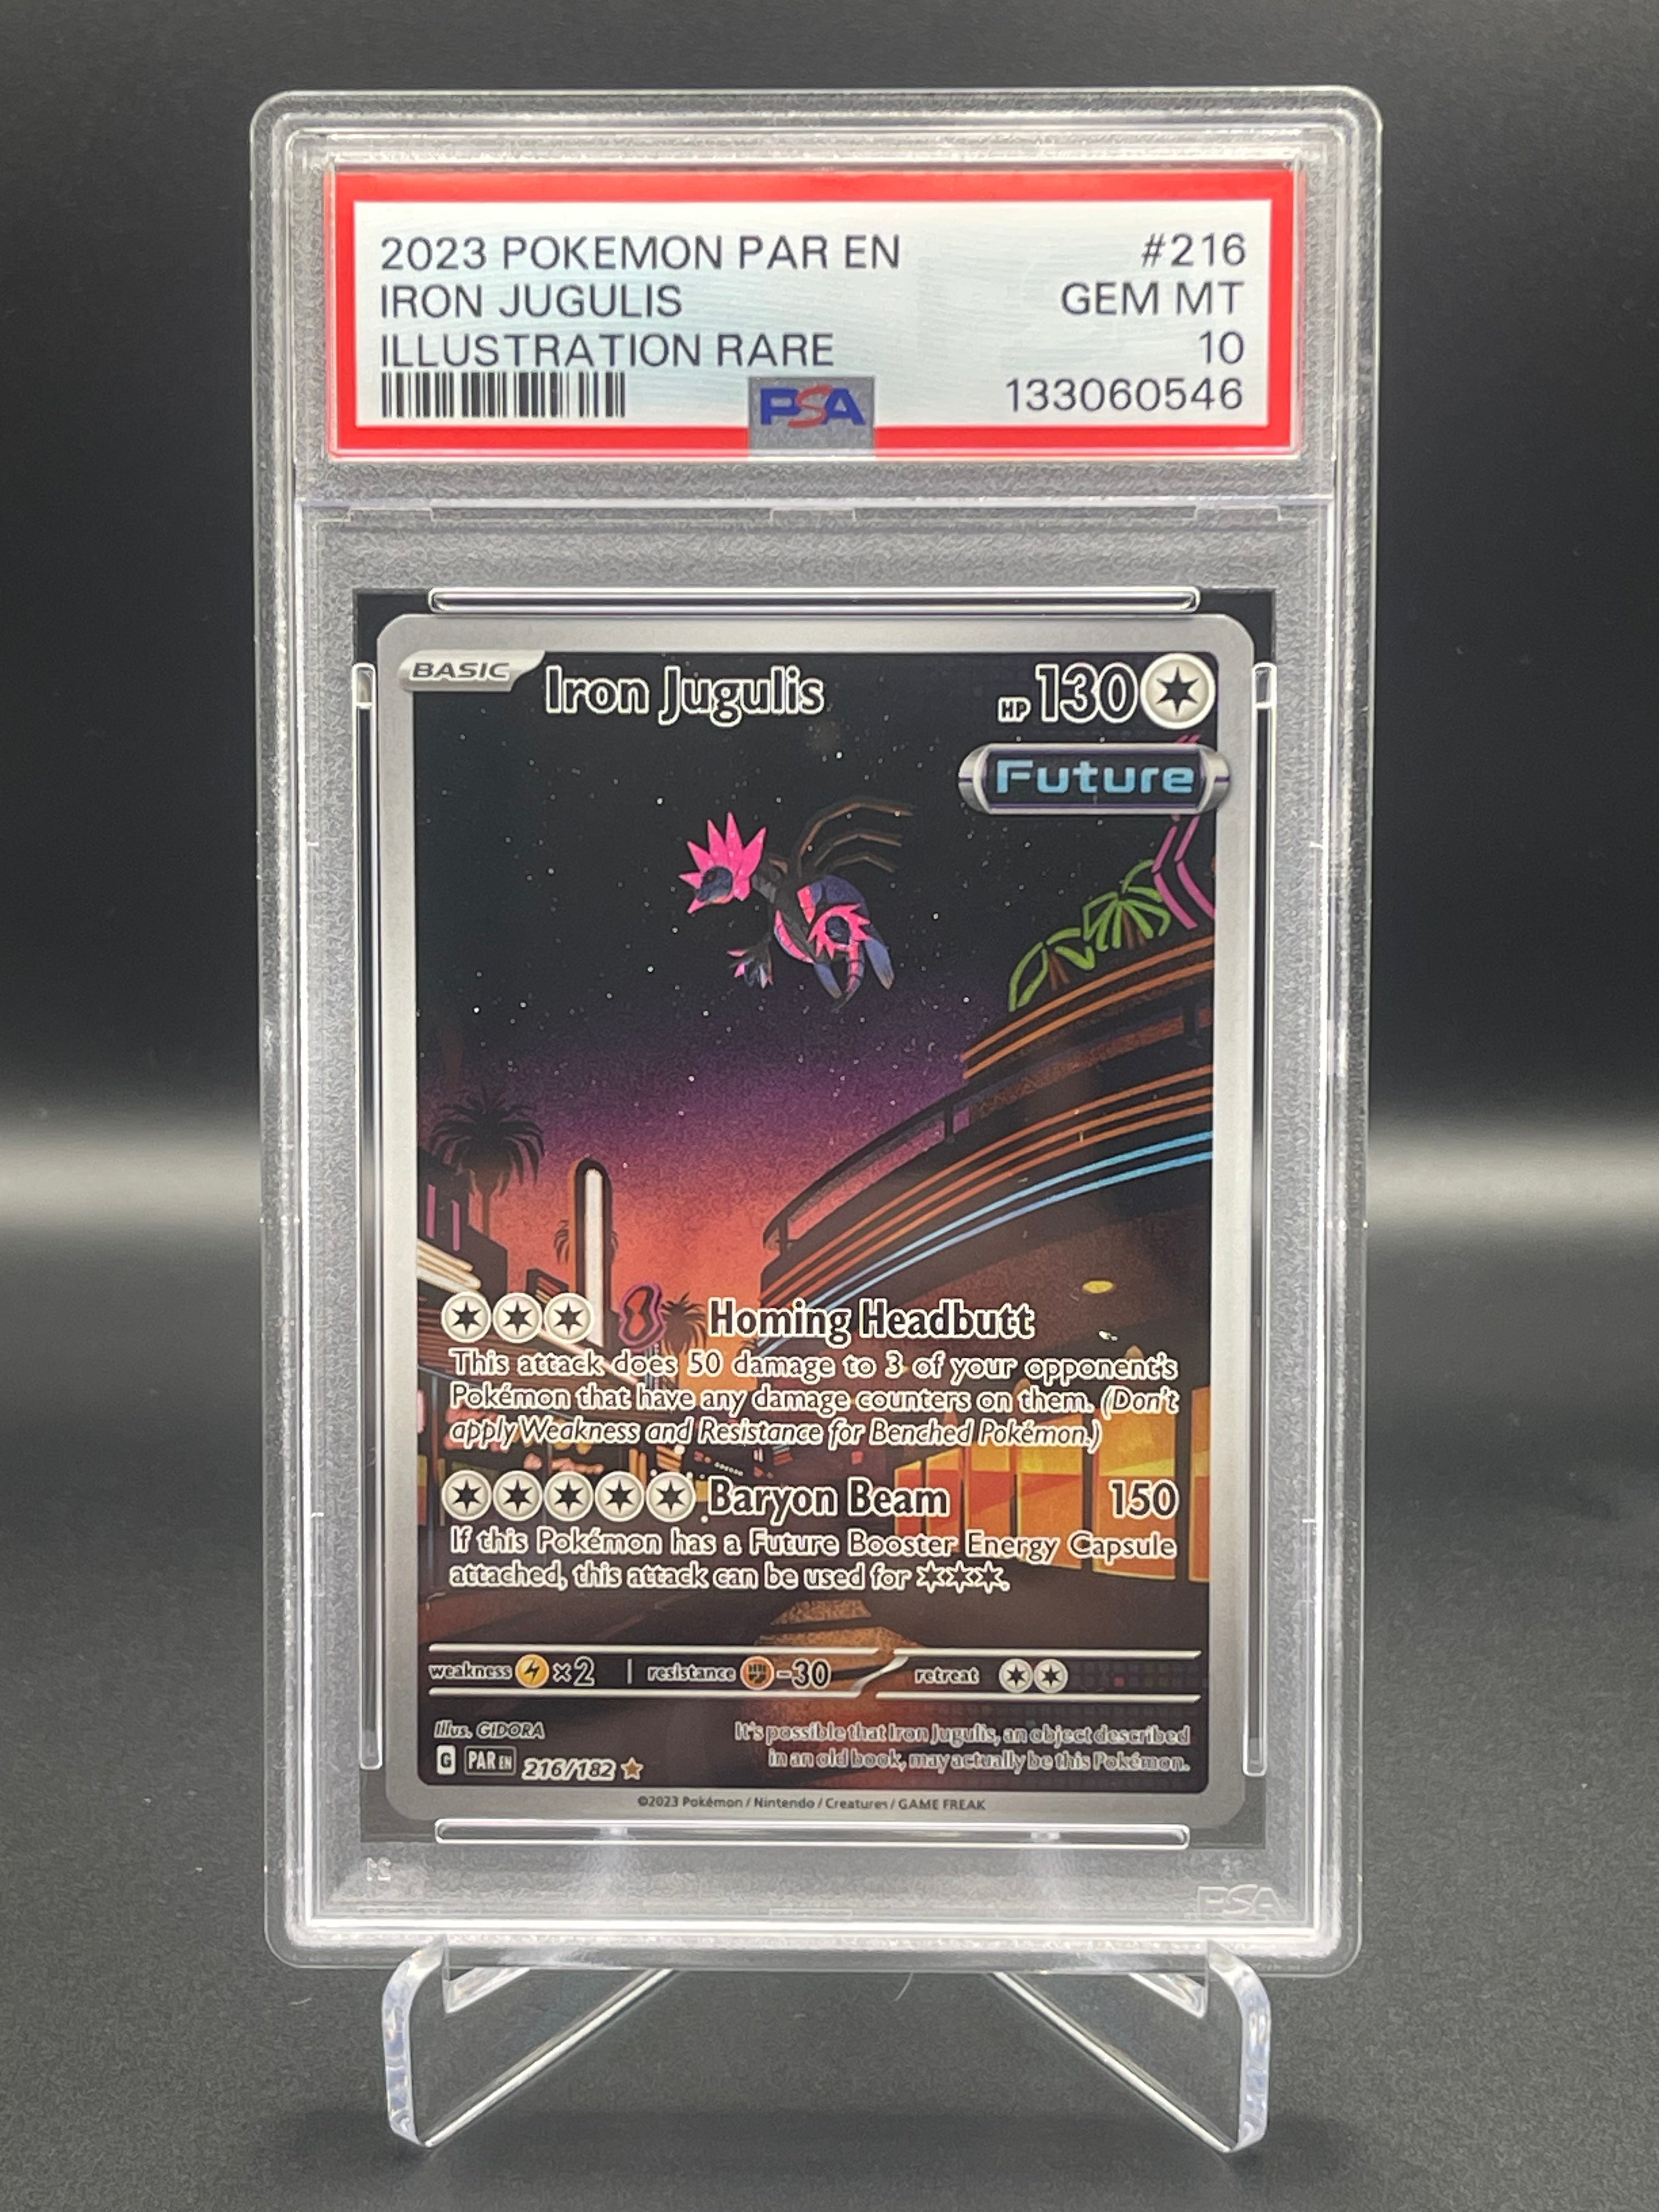 2023 POKEMON PAR EN #216
IRON JUGULIS GEM MT
ILLUSTRATION RARE 10
PSA 133060546
BASIC Iron Jugulis HP 130
Future
Homing Headbutt
This attack does 50 damage to 3 of your opponent's
Pokémon that have any damage counters on them. (Don't
apply Weakness and Resistance for Benched Pokémon.)
Baryon Beam 150
If this Pokémon has a Future Booster Energy Capsule
attached, this attack can be used for ✶✶✶.
weakness ×2 resistance -30 retreat
Illus. GIDORA
It's possible that Iron Jugulis, an object described
in an old book, may actually be this Pokémon.
G PAR EN 216/182
©2023 Pokémon / Nintendo / Creatures / GAME FREAK
PSA